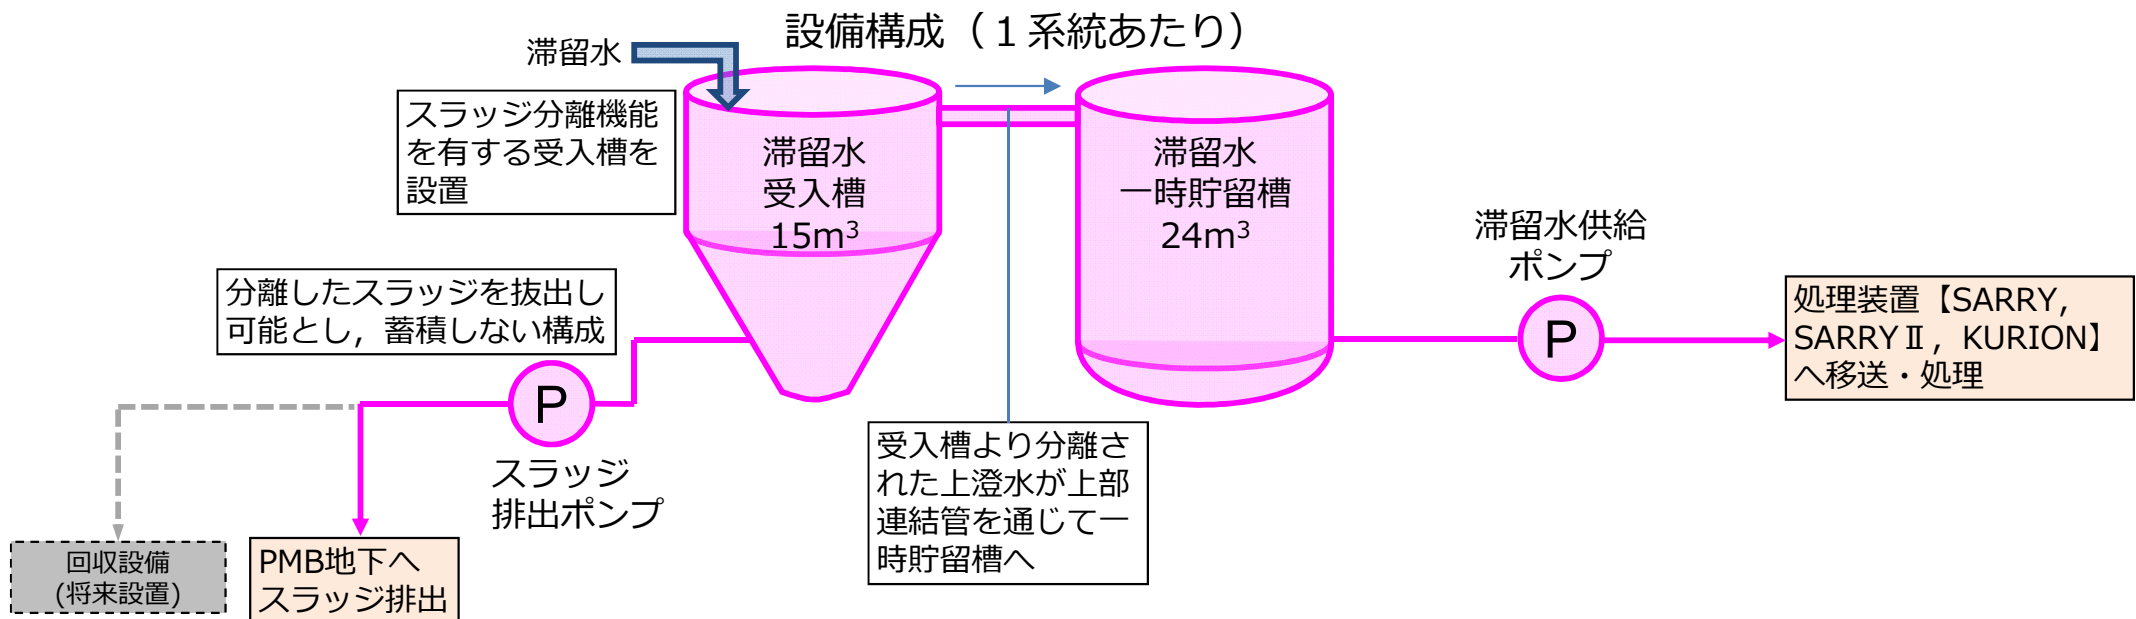 設備構成（１系統あたり）
滞留水
スラッジ分離機能
を有する受入槽を
設置
滞留水
受入槽
15m³
滞留水
一時貯留槽
24m³
滞留水供給
ポンプ
P
処理装置【SARRY,
SARRYⅡ，KURION】
へ移送・処理
分離したスラッジを抜出し
可能とし，蓄積しない構成
P
スラッジ
排出ポンプ
受入槽より分離さ
れた上澄水が上部
連結管を通じて一
時貯留槽へ
回収設備
(将来設置)
PMB地下へ
スラッジ排出